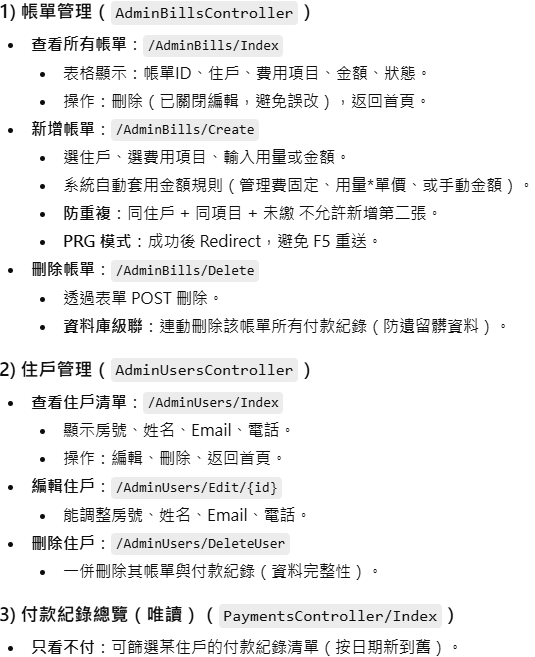 1) 帳單管理（ AdminBillsController ）
• 查看所有帳單： /AdminBills/Index
• 表格顯示：帳單ID、住戶、費用項目、金額、狀態。
• 操作：刪除（已關閉編輯，避免誤改），返回首頁。
• 新增帳單： /AdminBills/Create
• 選住戶、選費用項目、輸入用量或金額。
• 系統自動套用金額規則（管理費固定、用量*單價、或手動金額）。
• 防重複：同住戶 + 同項目 + 未繳 不允許新增第二張。
• PRG 模式：成功後 Redirect，避免 F5 重送。
• 刪除帳單： /AdminBills/Delete
• 透過表單 POST 刪除。
• 資料庫級聯：連動刪除該帳單所有付款紀錄（防遺留髒資料）。
2) 住戶管理（ AdminUsersController ）
• 查看住戶清單： /AdminUsers/Index
• 顯示房號、姓名、Email、電話。
• 操作：編輯、刪除、返回首頁。
• 編輯住戶： /AdminUsers/Edit/{id}
• 能調整房號、姓名、Email、電話。
• 刪除住戶： /AdminUsers/DeleteUser
• 一併刪除其帳單與付款紀錄（資料完整性）。
3) 付款紀錄總覽（唯讀）（ PaymentsController/Index ）
• 只看不付：可篩選某住戶的付款紀錄清單（按日期新到舊）。